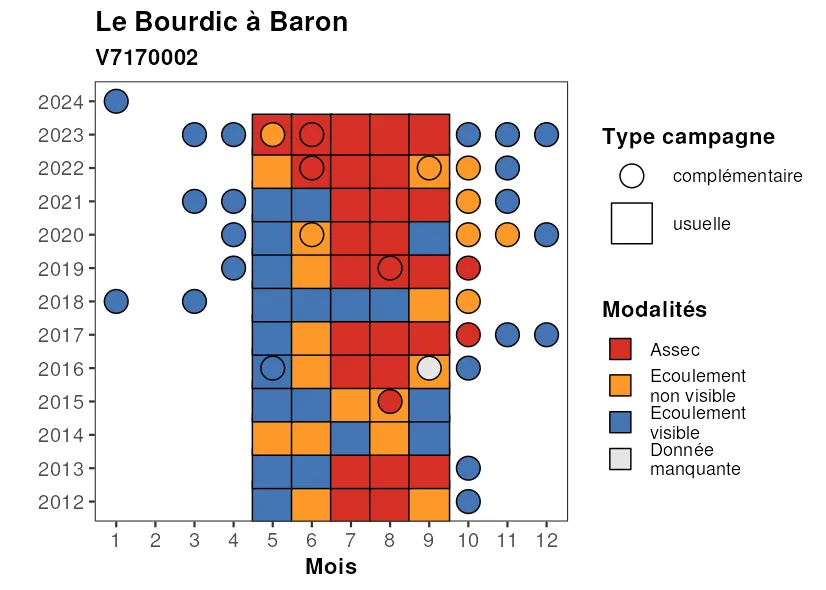 Le Bourdic à Baron
V7170002
2024
2023
2022
2021
2020
2019
2018
2017
2016
2015
2014
2013
2012
1 2 3 4 5 6 7 8 9 10 11 12
Mois
Type campagne
complémentaire
usuelle
Modalités
Assec
Ecoulement
non visible
Ecoulement
visible
Donnée
manquante